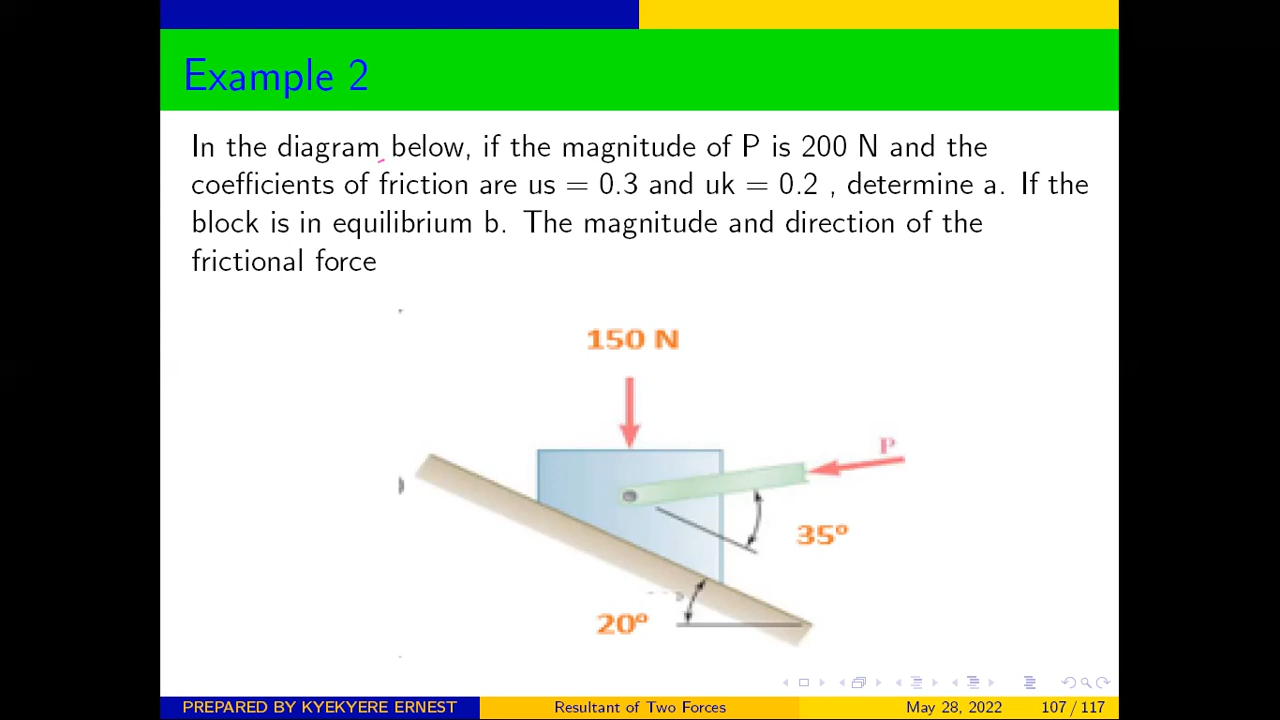 Example 2
In the diagram below, if the magnitude of P is 200 N and the
coefficients of friction are us = 0.3 and uk = 0.2 , determine a. If the
block is in equilibrium b. The magnitude and direction of the
frictional force
150 N
P
35º
20º
PREPARED BY KYEKYERE ERNEST
Resultant of Two Forces
May 28, 2022
107 / 117